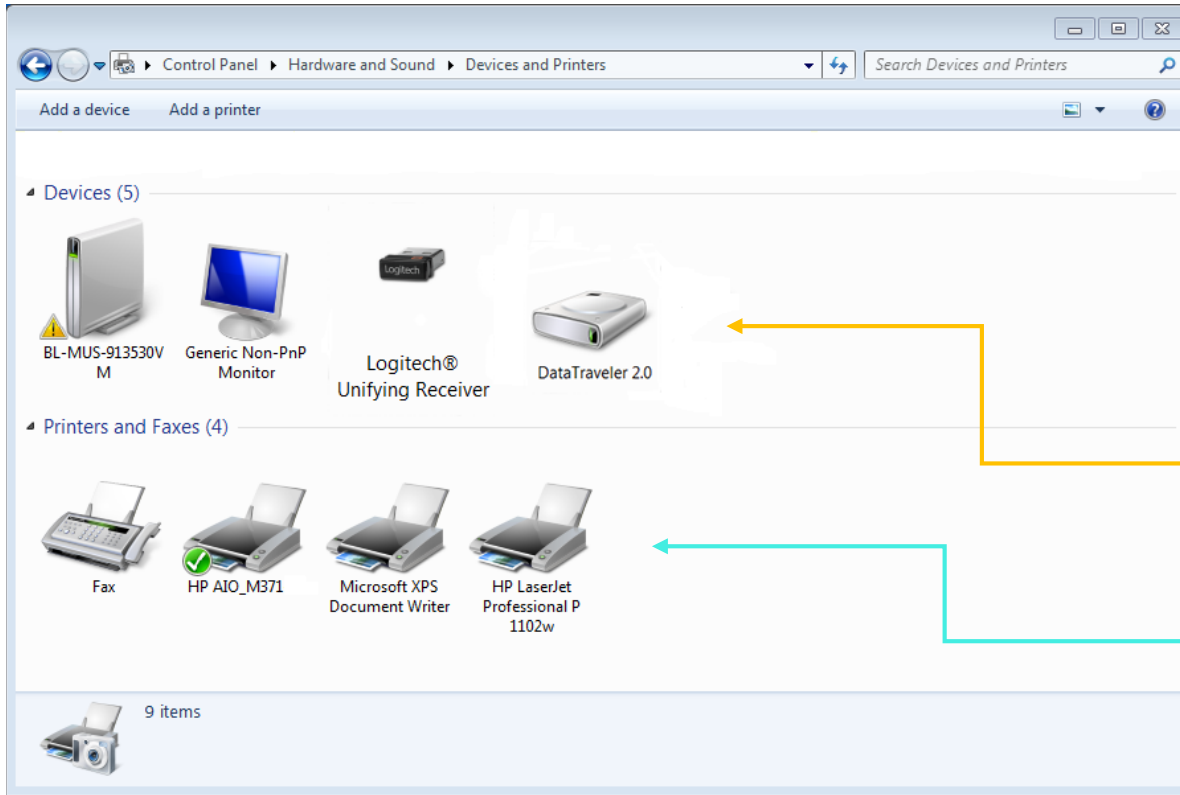 Control Panel Hardware and Sound Devices and Printers Search Devices and Printers
Add a device Add a printer
Devices (5)
Logitech
BL-MUS-913530V
M
Generic Non-PnP
Monitor
Logitech®
Unifying Receiver
DataTraveler 2.0
Printers and Faxes (4)
Fax
HP AIO_M371
Microsoft XPS
Document Writer
HP LaserJet
Professional P
1102w
9 items